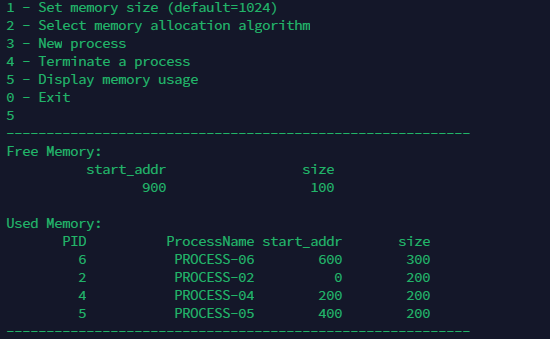 1 - Set memory size (default=1024)
2 - Select memory allocation algorithm
3 - New process
4 - Terminate a process
5 - Display memory usage
0 - Exit
5
----------------------------------------------------------
Free Memory:
          start_addr                 size
                 900                  100

Used Memory:
       PID          ProcessName start_addr       size
         6           PROCESS-06        600        300
         2           PROCESS-02          0        200
         4           PROCESS-04        200        200
         5           PROCESS-05        400        200
----------------------------------------------------------